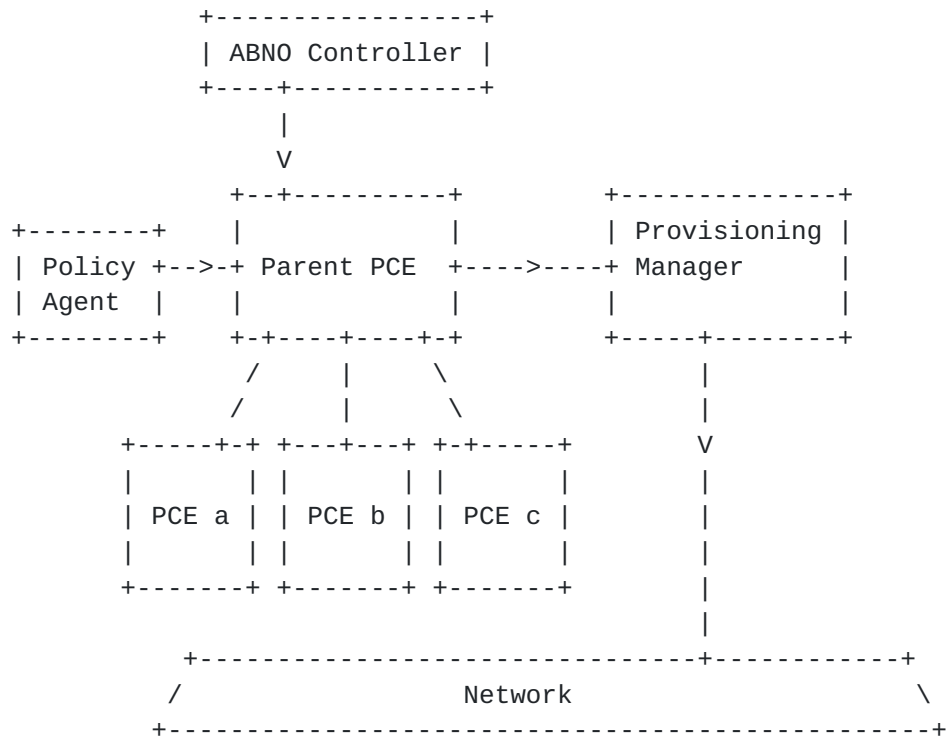 ABNO Controller
Provisioning
Policy Parent PCE Manager
Agent
PCE a PCE b PCE c
Network